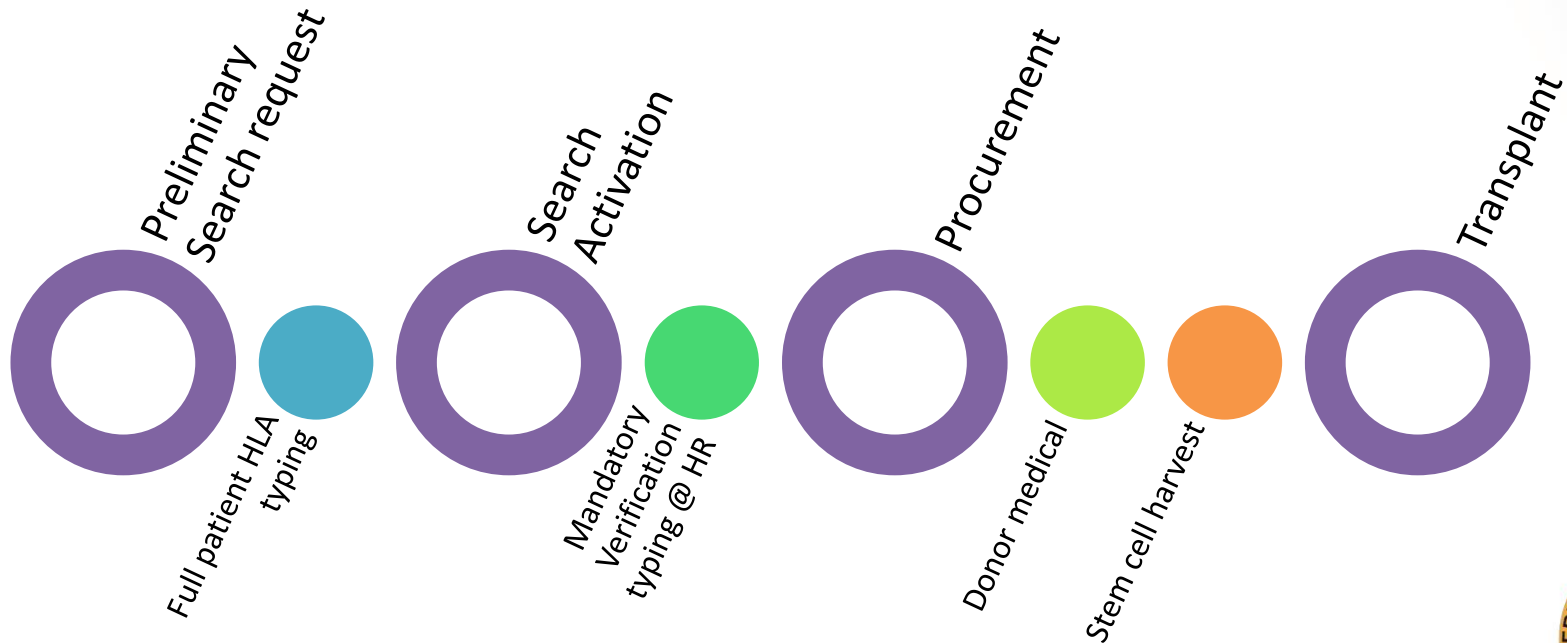 Preliminary
Search request
Full patient HLA
typing
Search
Activation
Mandatory
Verification
typing @ HR
Procurement
Donor medical
Stem cell harvest
Transplant